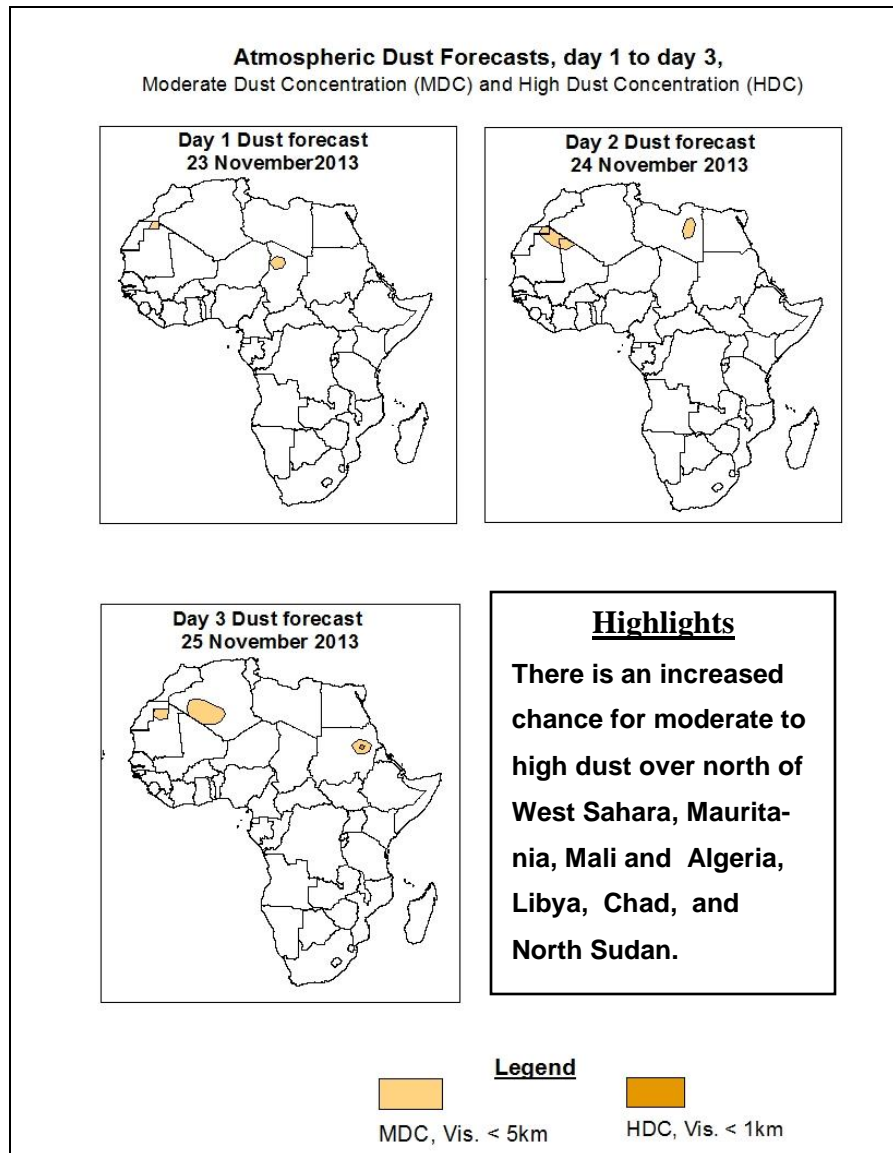 Atmospheric Dust Forecasts, day 1 to day 3,
Moderate Dust Concentration (MDC) and High Dust Concentration (HDC)
Day 1 Dust forecast
23 November2013
Day 2 Dust forecast
24 November 2013
Day 3 Dust forecast
25 November 2013
Highlights
There is an increased
chance for moderate to
high dust over north of
West Sahara, Maurita-
nia, Mali and Algeria,
Libya, Chad, and
North Sudan.
Legend
MDC, Vis. < 5km
HDC, Vis. < 1km